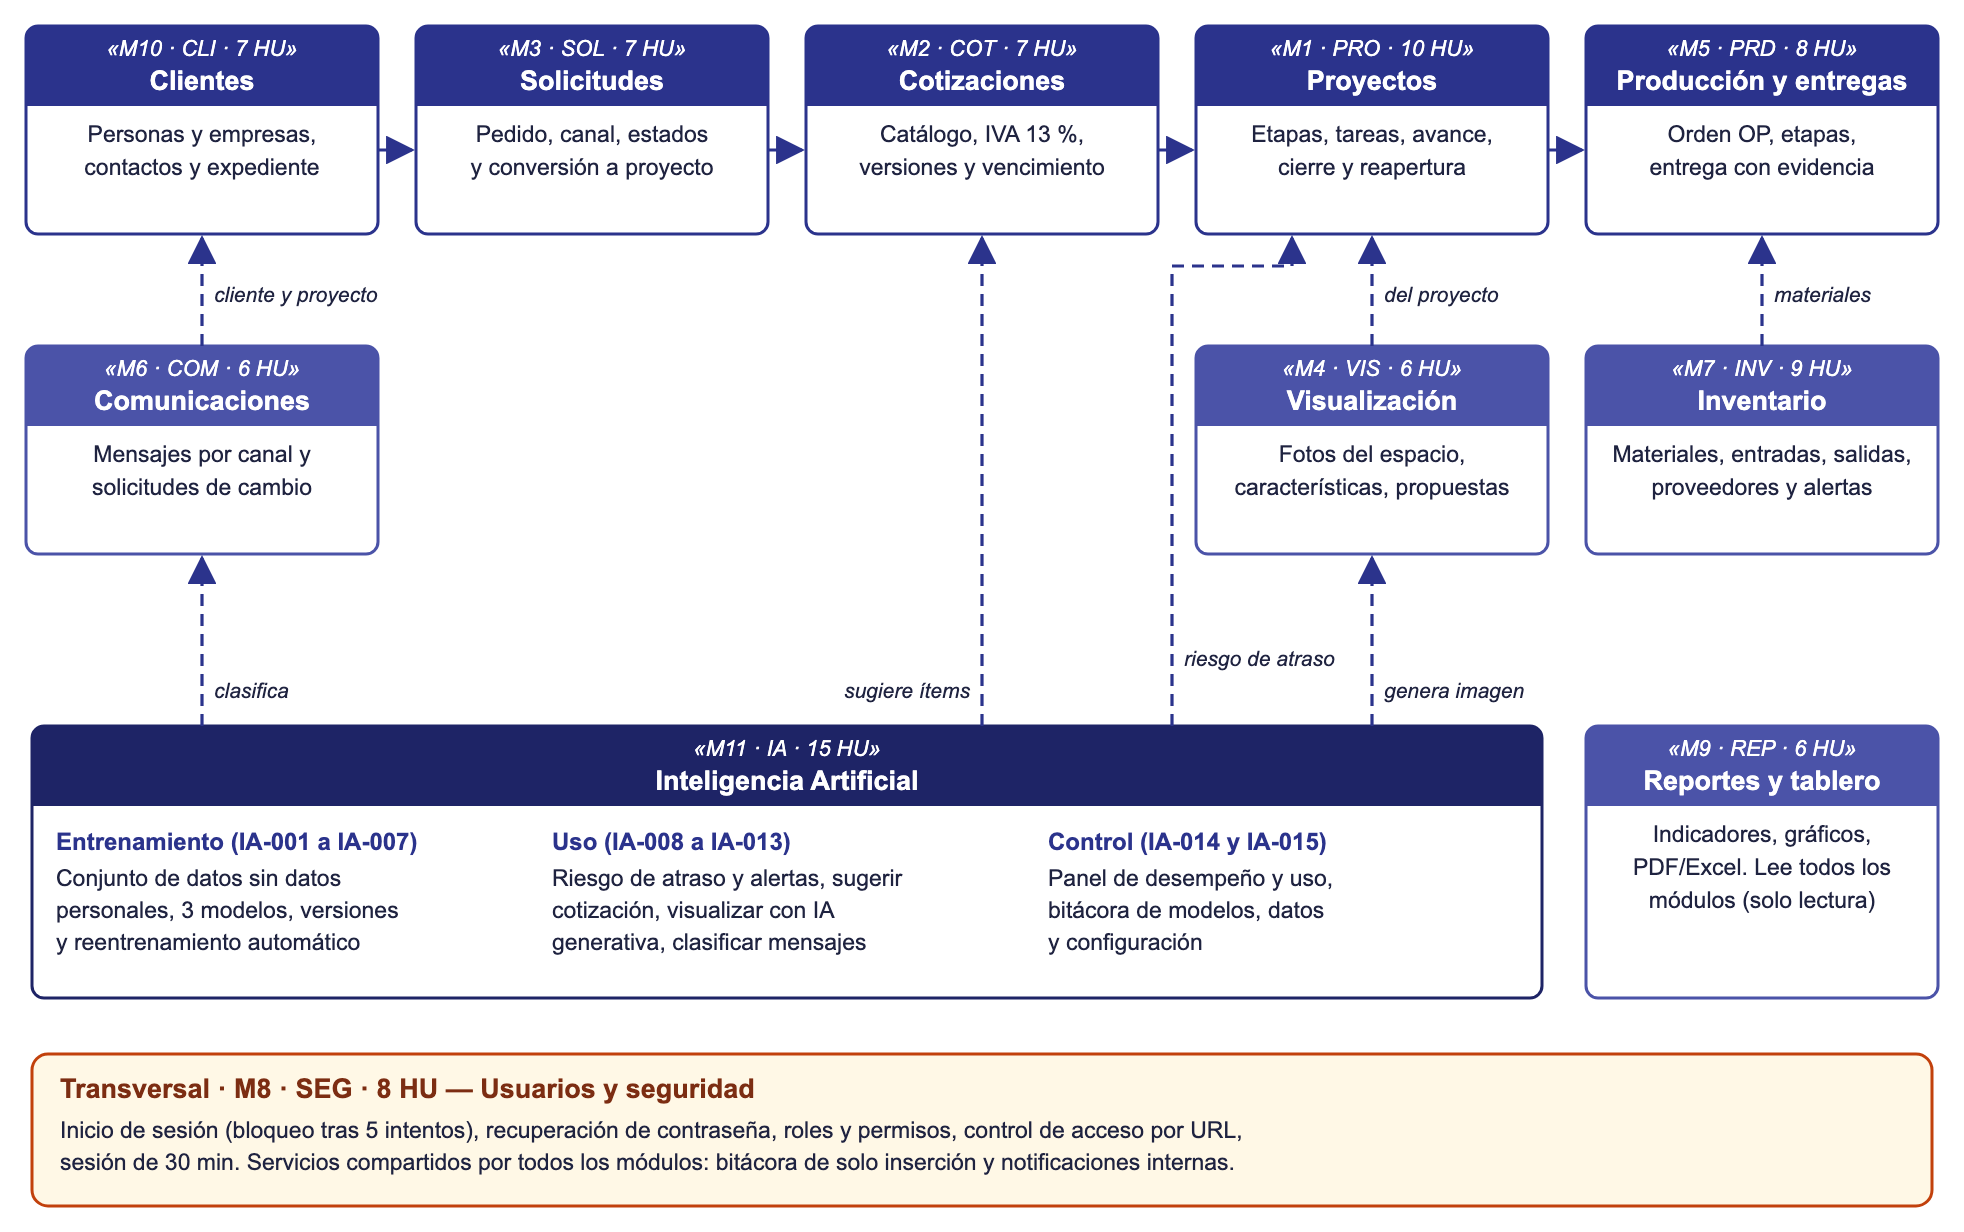 «M10 · CLI · 7 HU»
Clientes
Personas y empresas,
contactos y expediente
«M3 · SOL · 7 HU»
Solicitudes
Pedido, canal, estados
y conversión a proyecto
«M2 · COT · 7 HU»
Cotizaciones
Catálogo, IVA 13 %,
versiones y vencimiento
«M1 · PRO · 10 HU»
Proyectos
Etapas, tareas, avance,
cierre y reapertura
«M5 · PRD · 8 HU»
Producción y entregas
Orden OP, etapas,
entrega con evidencia
cliente y proyecto
del proyecto
materiales
«M6 · COM · 6 HU»
Comunicaciones
Mensajes por canal y
solicitudes de cambio
«M4 · VIS · 6 HU»
Visualización
Fotos del espacio,
características, propuestas
«M7 · INV · 9 HU»
Inventario
Materiales, entradas, salidas,
proveedores y alertas
clasifica
sugiere ítems
riesgo de atraso
genera imagen
«M11 · IA · 15 HU»
Inteligencia Artificial
Entrenamiento (IA-001 a IA-007)
Conjunto de datos sin datos
personales, 3 modelos, versiones
y reentrenamiento automático
Uso (IA-008 a IA-013)
Riesgo de atraso y alertas, sugerir
cotización, visualizar con IA
generativa, clasificar mensajes
Control (IA-014 y IA-015)
Panel de desempeño y uso,
bitácora de modelos, datos
y configuración
«M9 · REP · 6 HU»
Reportes y tablero
Indicadores, gráficos,
PDF/Excel. Lee todos los
módulos (solo lectura)
Transversal · M8 · SEG · 8 HU — Usuarios y seguridad
Inicio de sesión (bloqueo tras 5 intentos), recuperación de contraseña, roles y permisos, control de acceso por URL,
sesión de 30 min. Servicios compartidos por todos los módulos: bitácora de solo inserción y notificaciones internas.